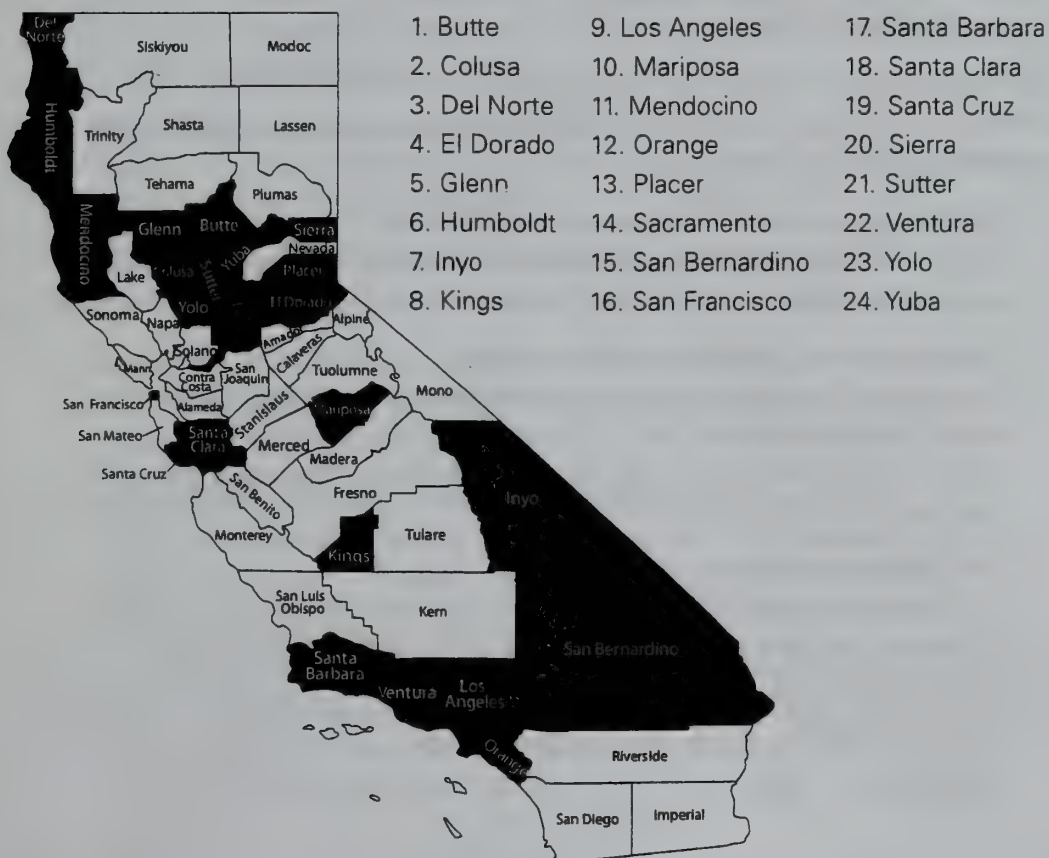 1. Butte
2. Colusa
3. Del Norte
4. El Dorado
5. Glenn
6. Humboldt
7. Inyo
8. Kings
9. Los Angeles
10. Mariposa
11. Mendocino
12. Orange
13. Placer
14. Sacramento
15. San Bernardino
16. San Francisco
17. Santa Barbara
18. Santa Clara
19. Santa Cruz
20. Sierra
21. Sutter
22. Ventura
23. Yolo
24. Yuba
Del
Norte
Siskiyou
Modoc
Humboldt
Trinity
Shasta
Lassen
Tehama
Plumas
Mendocino
Glenn
Butte
Sierra
Yuba
Nevada
Lake
Sutter
Placer
Yolo
El Dorado
Sonoma
Napa
Solano
Amador
Alpine
Calaveras
Marin
Contra
Costa
San
Joaquin
Tuolumne
Mono
San Francisco
Alameda
Stanislaus
Mariposa
San Mateo
Santa
Clara
Merced
Madera
Santa Cruz
San Benito
Fresno
Inyo
Monterey
Kings
Tulare
San Luis
Obispo
Kern
Santa
Barbara
San Bernardino
Ventura
Los
Angeles
Orange
Riverside
San Diego
Imperial